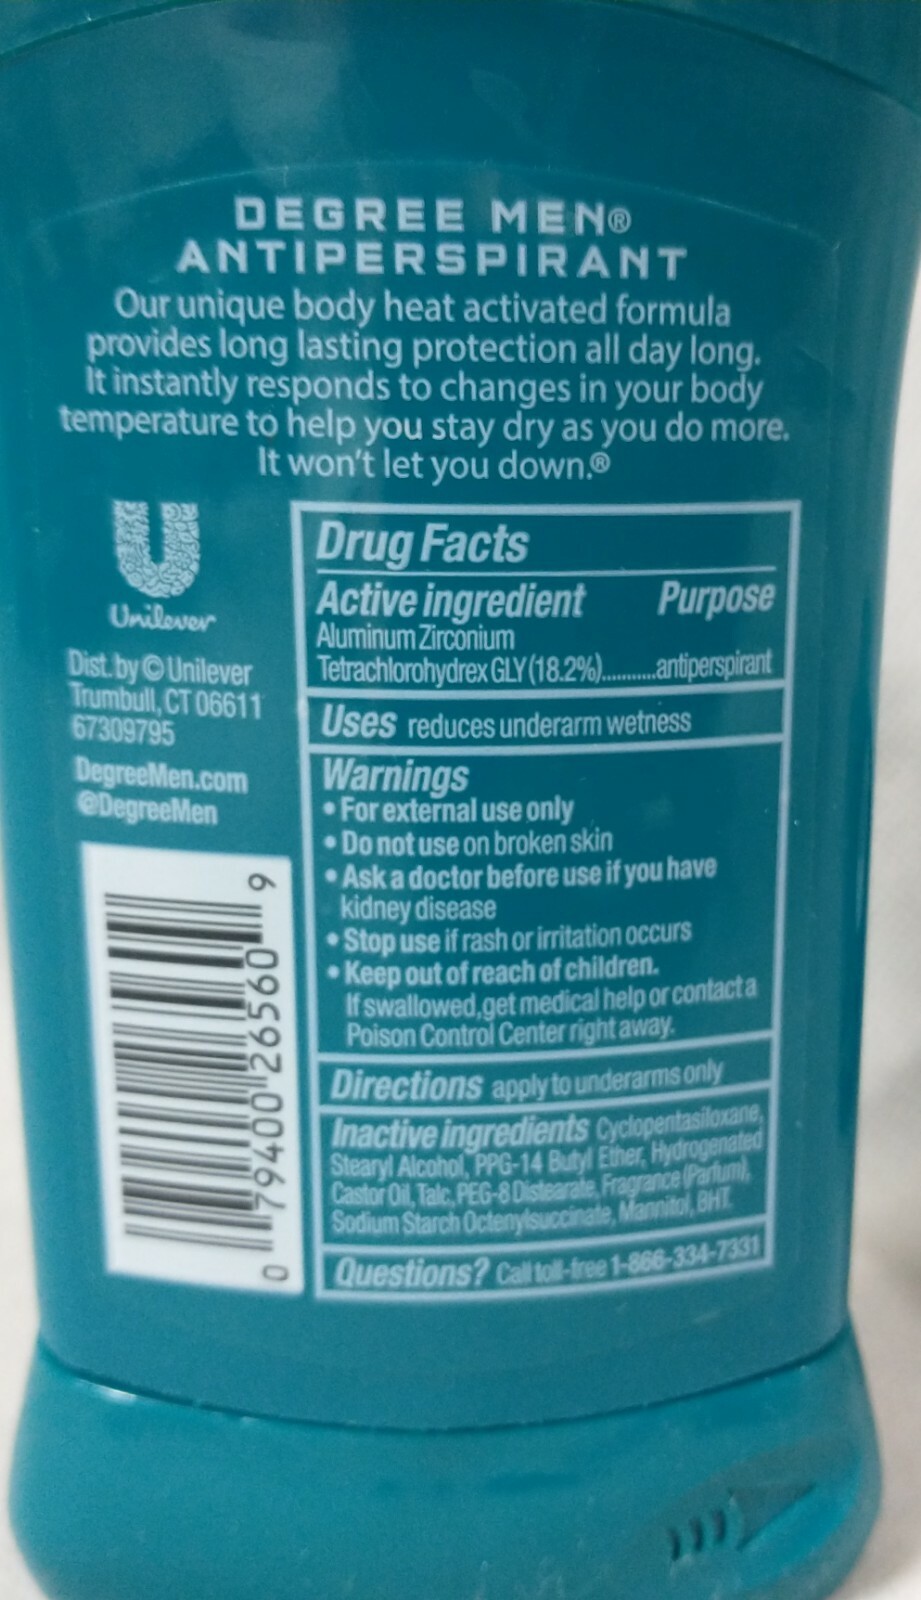 DEGREE MEN®
ANTIPERSPIRANT
Our unique body heat activated formula
provides long lasting protection all day long.
It instantly responds to changes in your body
temperature to help you stay dry as you do more.
It won't let you down.®
Unilever
Dist. by © Unilever
Trumbull, CT 06611
67309795
DegreeMen.com
@DegreeMen
0 79400 26560 9
Drug Facts
Active ingredient Purpose
Aluminum Zirconium
Tetrachlorohydrex GLY (18.2%)...........antiperspirant
Uses reduces underarm wetness
Warnings
• For external use only
• Do not use on broken skin
• Ask a doctor before use if you have
kidney disease
• Stop use if rash or irritation occurs
• Keep out of reach of children.
If swallowed, get medical help or contact a
Poison Control Center right away.
Directions apply to underarms only
Inactive ingredients Cyclopentasiloxane,
Stearyl Alcohol, PPG-14 Butyl Ether, Hydrogenated
Castor Oil, Talc, PEG-8 Distearate, Fragrance (Parfum),
Sodium Starch Octenylsuccinate, Mannitol, BHT.
Questions? Call toll-free 1-866-334-7331